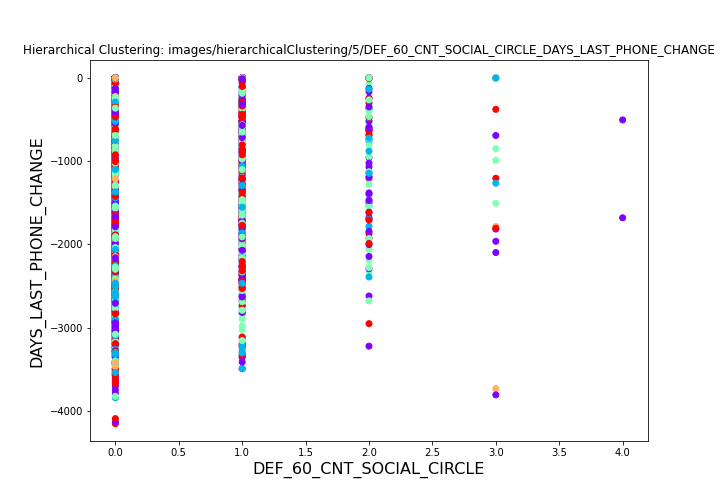 Hierarchical Clustering: images/hierarchicalClustering/5/DEF_60_CNT_SOCIAL_CIRCLE_DAYS_LAST_PHONE_CHANGE
DAYS_LAST_PHONE_CHANGE
0
−1000
−2000
−3000
−4000
0.0 0.5 1.0 1.5 2.0 2.5 3.0 3.5 4.0
DEF_60_CNT_SOCIAL_CIRCLE